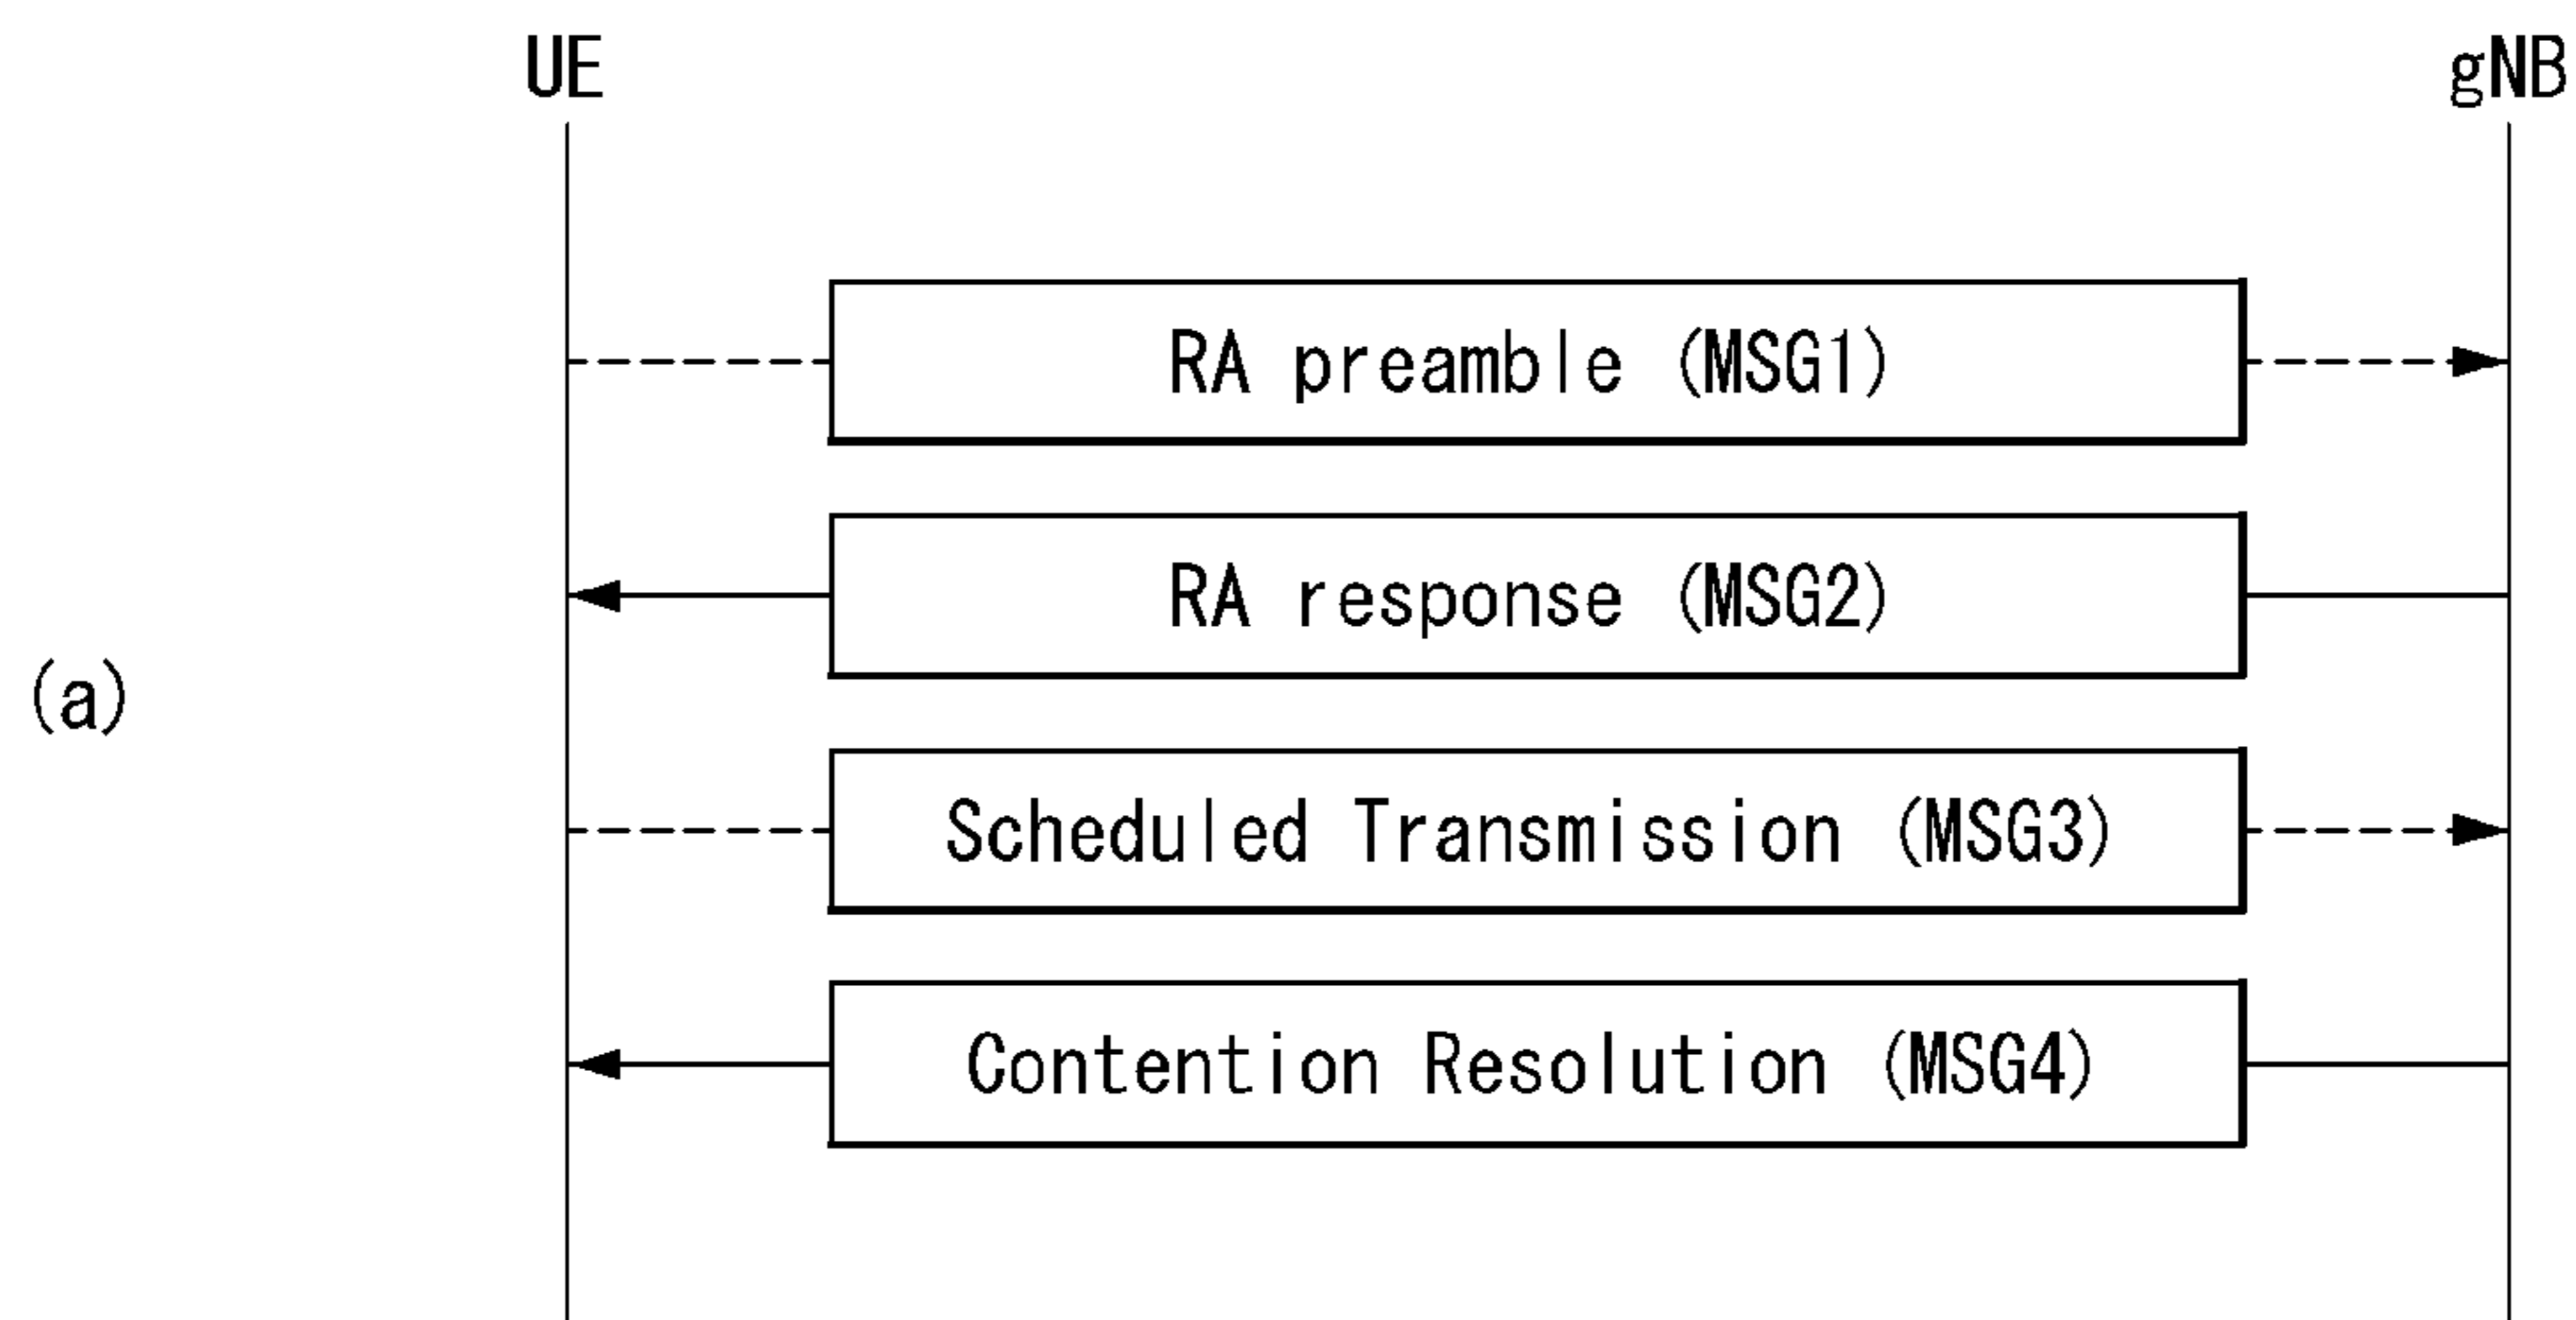 UE gNB
RA preamble (MSG1)
RA response (MSG2)
(a)
Scheduled Transmission (MSG3)
Contention Resolution (MSG4)